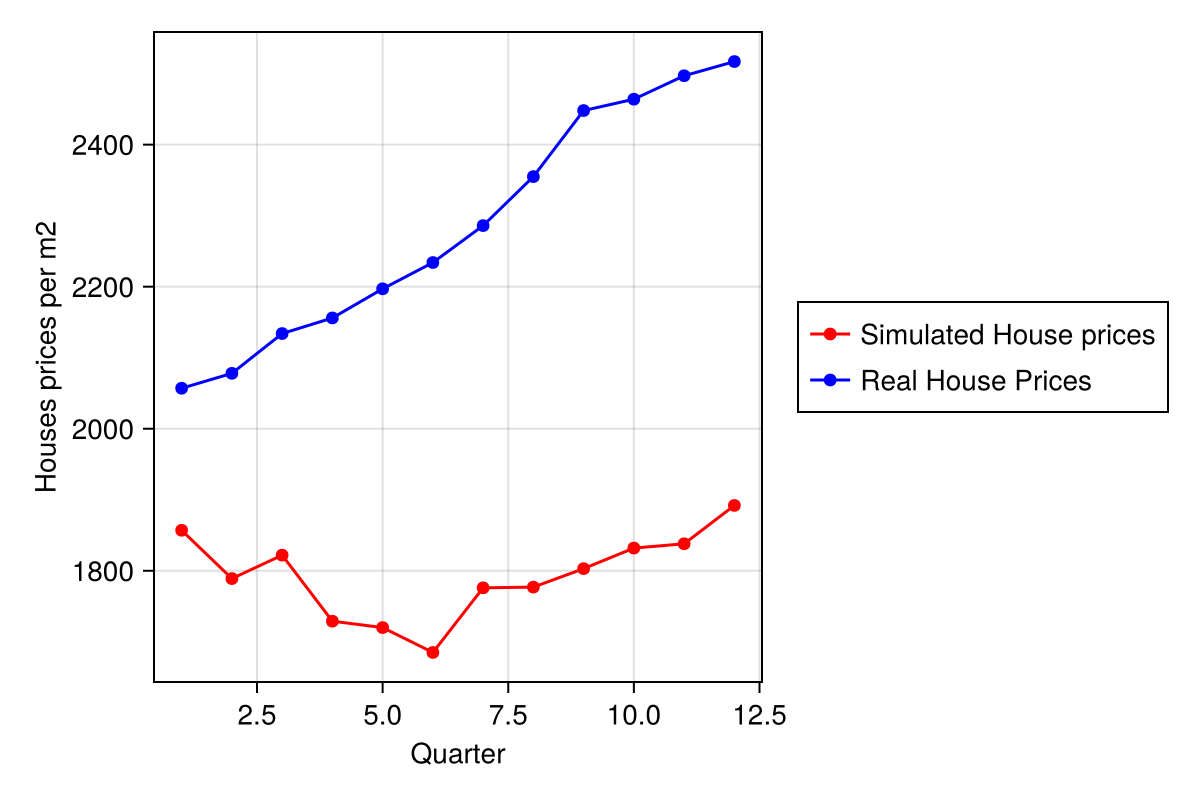 2400
2200
2000
1800
Houses prices per m2
2.5 5.0 7.5 10.0 12.5
Quarter
Simulated House prices
Real House Prices